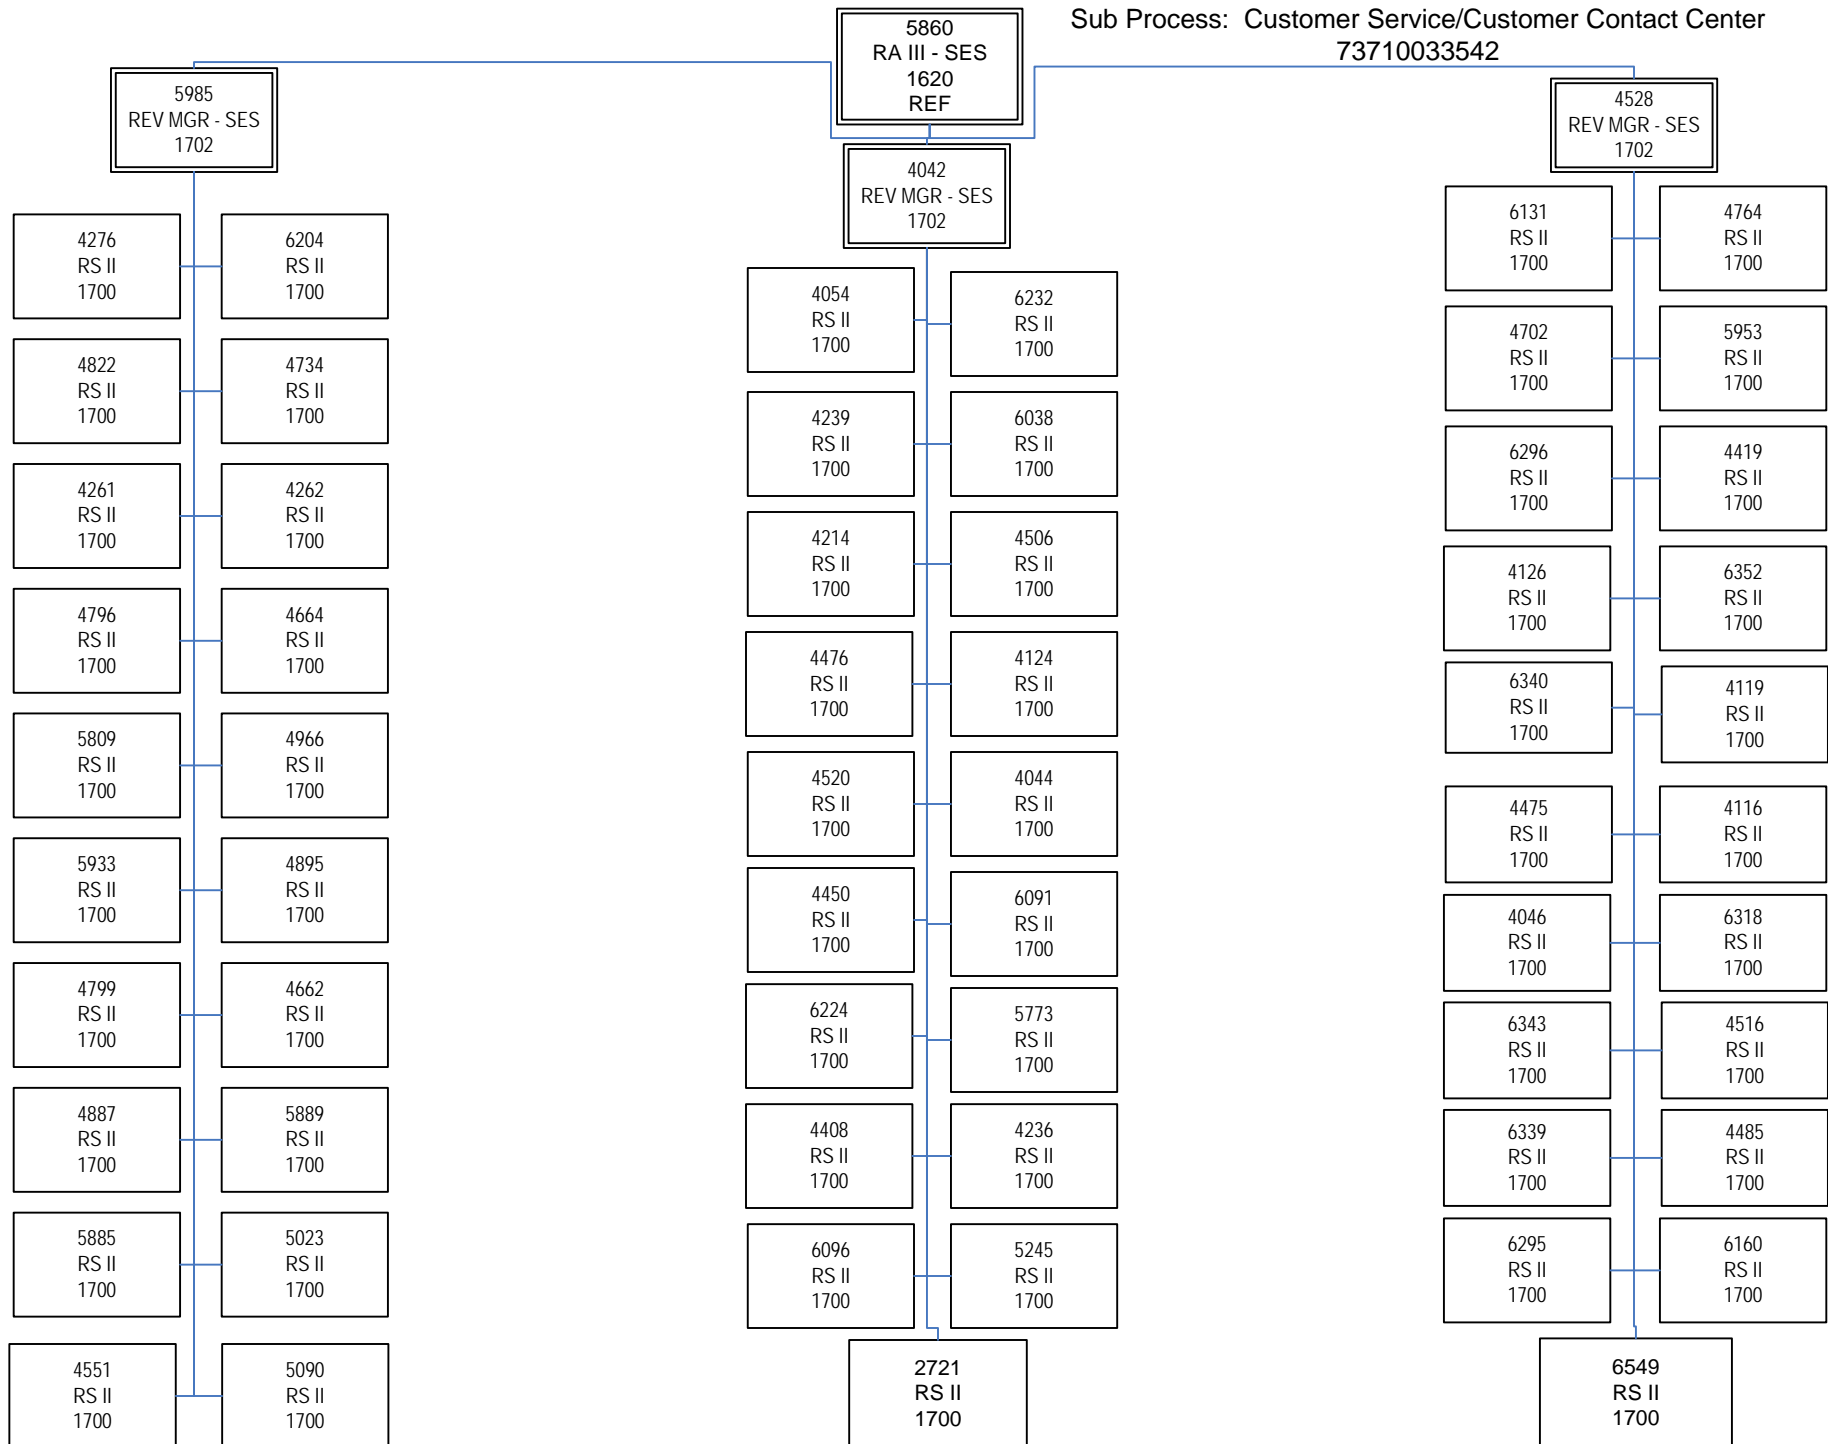 Sub Process: Customer Service/Customer Contact Center
73710033542
5860
RA III - SES
1620
REF
5985
REV MGR - SES
1702
4276
RS II
1700
6204
RS II
1700
4822
RS II
1700
4734
RS II
1700
4261
RS II
1700
4262
RS II
1700
4796
RS II
1700
4664
RS II
1700
5809
RS II
1700
4966
RS II
1700
5933
RS II
1700
4895
RS II
1700
4799
RS II
1700
4662
RS II
1700
4887
RS II
1700
5889
RS II
1700
5885
RS II
1700
5023
RS II
1700
4551
RS II
1700
5090
RS II
1700
4042
REV MGR - SES
1702
4054
RS II
1700
6232
RS II
1700
4239
RS II
1700
6038
RS II
1700
4214
RS II
1700
4506
RS II
1700
4476
RS II
1700
4124
RS II
1700
4520
RS II
1700
4044
RS II
1700
4450
RS II
1700
6091
RS II
1700
6224
RS II
1700
5773
RS II
1700
4408
RS II
1700
4236
RS II
1700
6096
RS II
1700
5245
RS II
1700
2721
RS II
1700
4528
REV MGR - SES
1702
6131
RS II
1700
4764
RS II
1700
4702
RS II
1700
5953
RS II
1700
6296
RS II
1700
4419
RS II
1700
4126
RS II
1700
6352
RS II
1700
6340
RS II
1700
4119
RS II
1700
4475
RS II
1700
4116
RS II
1700
4046
RS II
1700
6318
RS II
1700
6343
RS II
1700
4516
RS II
1700
6339
RS II
1700
4485
RS II
1700
6295
RS II
1700
6160
RS II
1700
6549
RS II
1700